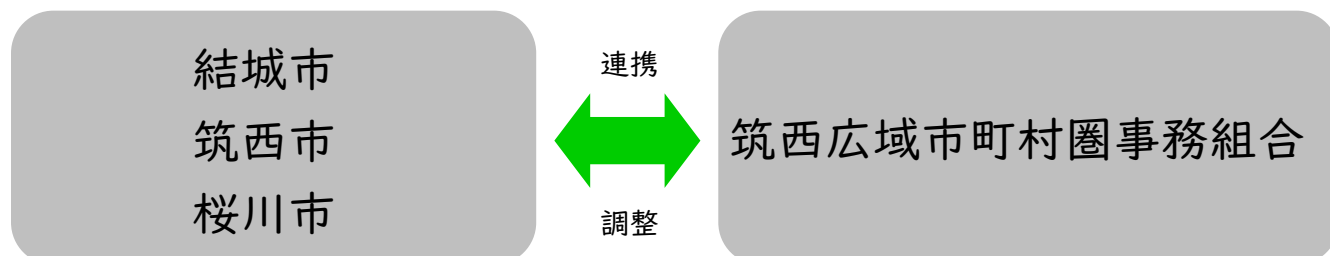 結城市
筑西市
桜川市
連携
調整
筑西広域市町村圏事務組合